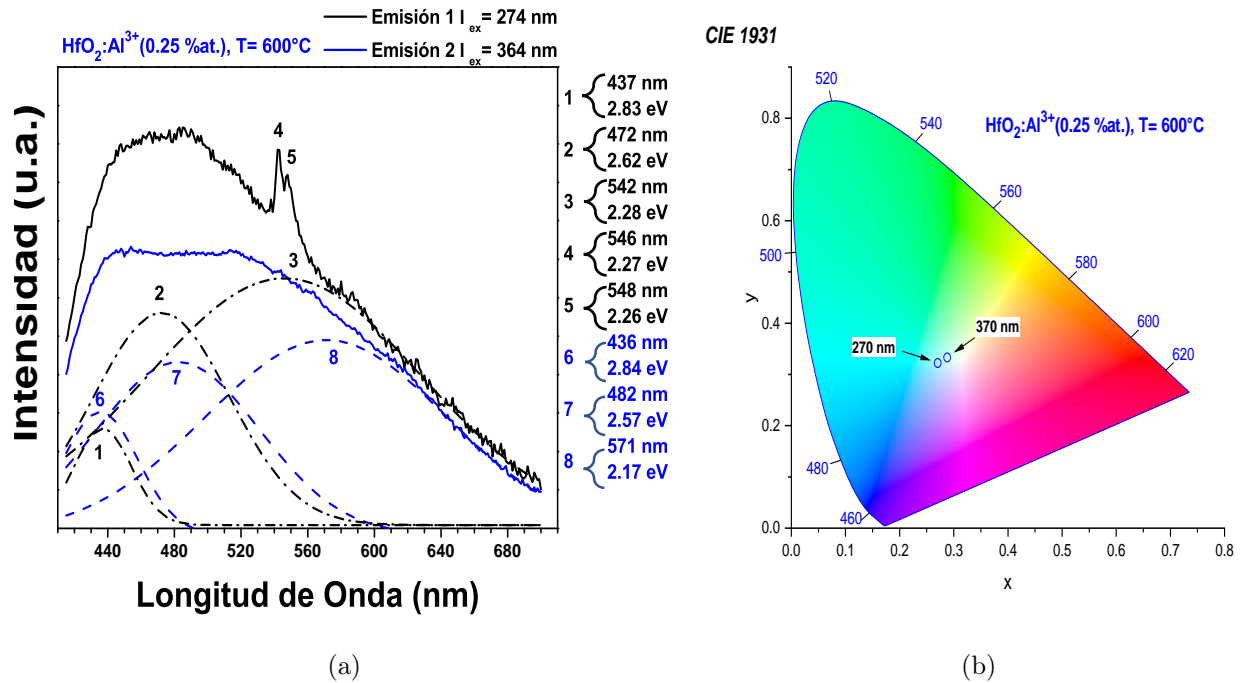 Emisión 1 l ex = 274 nm
HfO2:Al3+(0.25 %at.), T= 600°C
Emisión 2 l ex = 364 nm
Intensidad (u.a.)
4
5
3
2
7
8
6
1
440 480 520 560 600 640 680
Longitud de Onda (nm)
1 437 nm
2.83 eV
2 472 nm
2.62 eV
3 542 nm
2.28 eV
4 546 nm
2.27 eV
5 548 nm
2.26 eV
6 436 nm
2.84 eV
7 482 nm
2.57 eV
8 571 nm
2.17 eV
(a)
CIE 1931
HfO2:Al3+(0.25 %at.), T= 600°C
520
540
560
580
600
620
500
480
460
370 nm
270 nm
0.8
0.6
0.4
0.2
0.0
y
0.0 0.1 0.2 0.3 0.4 0.5 0.6 0.7 0.8
x
(b)